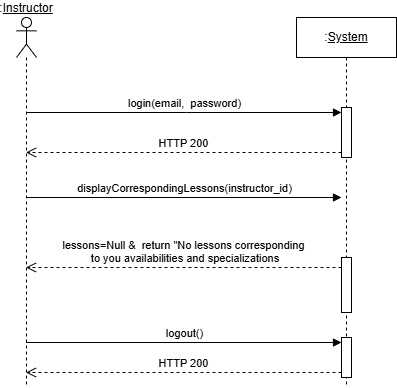 :Instructor
:System
login(email, password)
HTTP 200
displayCorrespondingLessons(instructor_id)
lessons=Null & return "No lessons corresponding
to you availabilities and specializations
logout()
HTTP 200